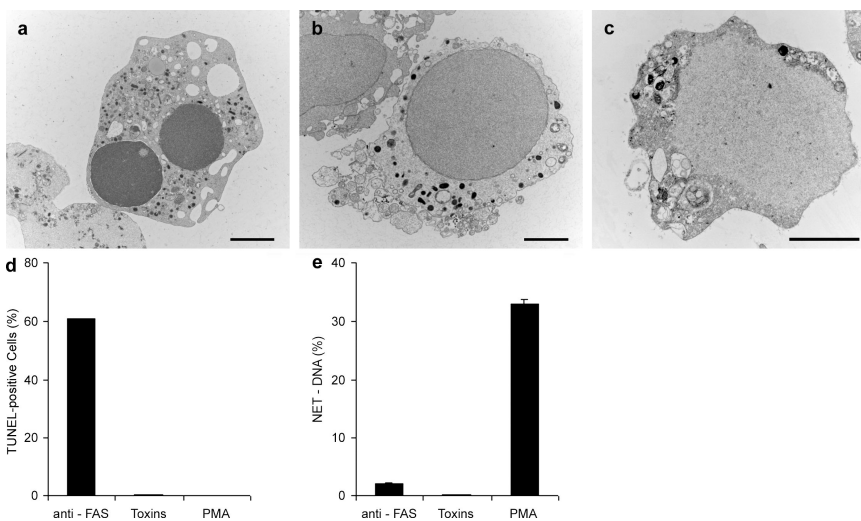 a
b
c
d
e
80
60
40
20
0
TUNEL-positive Cells (%)
anti - FAS Toxins PMA
40
30
20
10
0
NET - DNA (%)
anti - FAS Toxins PMA